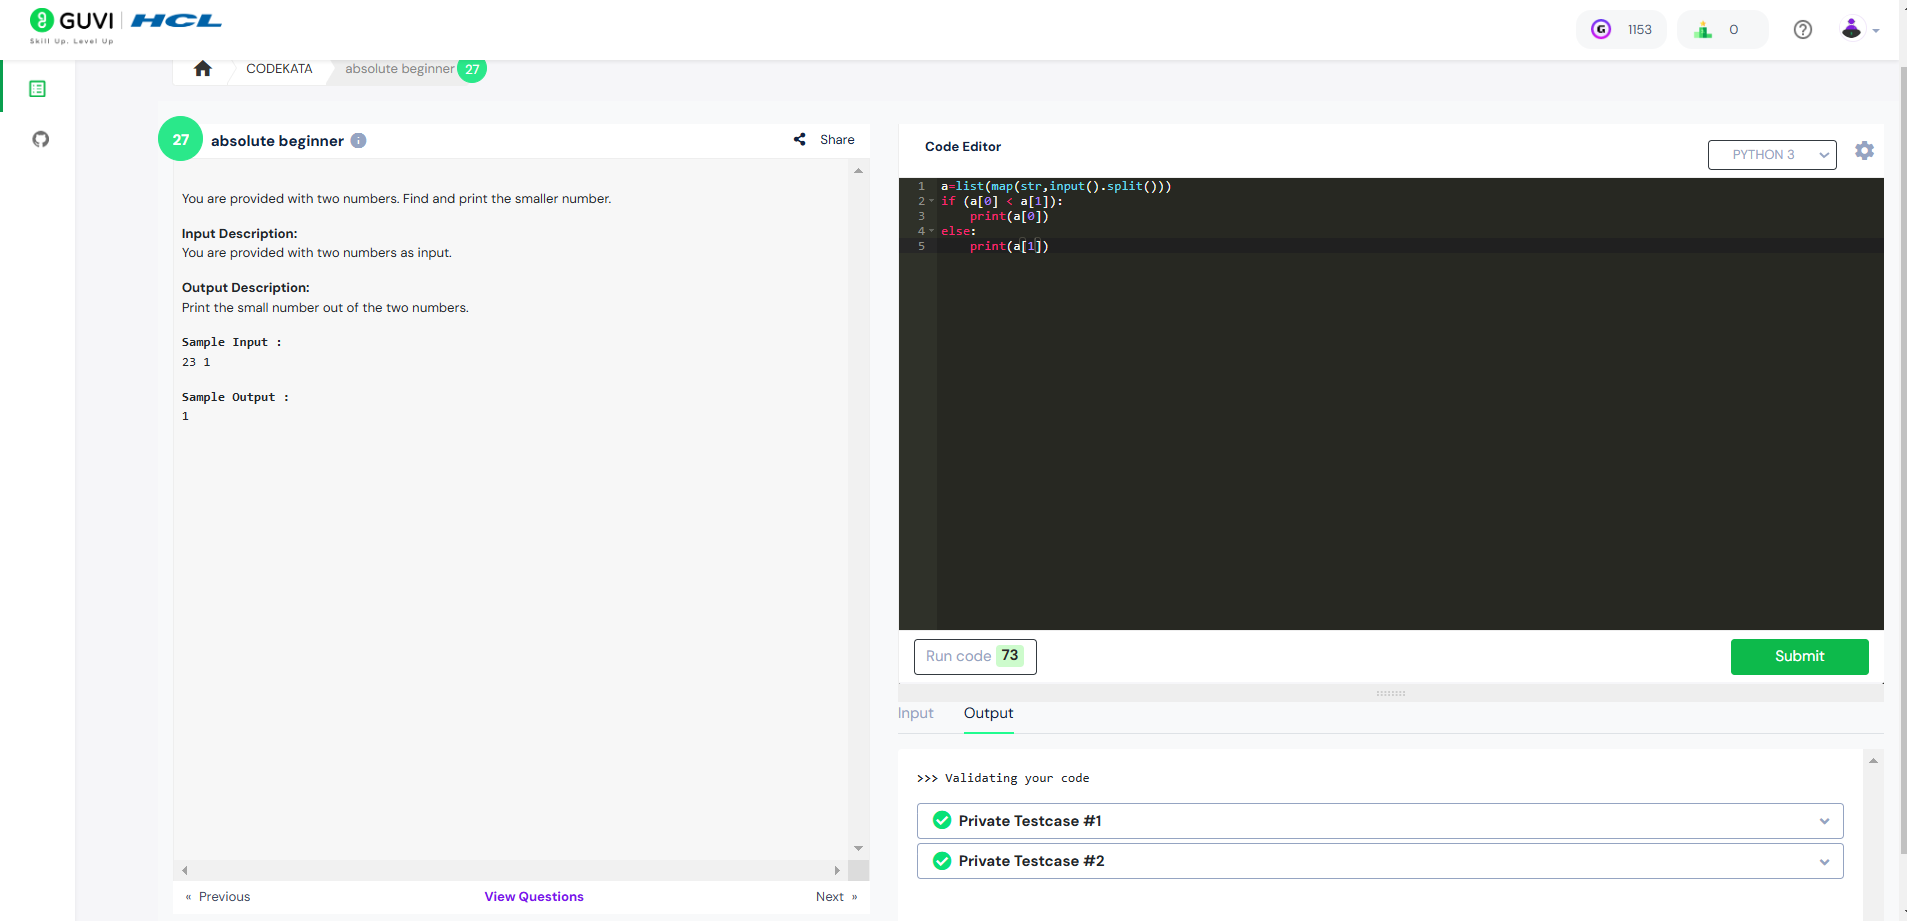 GUVI | HCL
Skill Up. Level Up
1153
0
CODEKATA
absolute beginner 27
27 absolute beginner
Share
You are provided with two numbers. Find and print the smaller number.
Input Description:
You are provided with two numbers as input.
Output Description:
Print the small number out of the two numbers.
Sample Input :
23 1
Sample Output :
1
« Previous
View Questions
Next »
Code Editor
PYTHON 3
1 a=list(map(str,input().split()))
2 if (a[0] < a[1]):
3     print(a[0])
4 else:
5     print(a[1])
Run code 73
Submit
Input
Output
>>> Validating your code
Private Testcase #1
Private Testcase #2